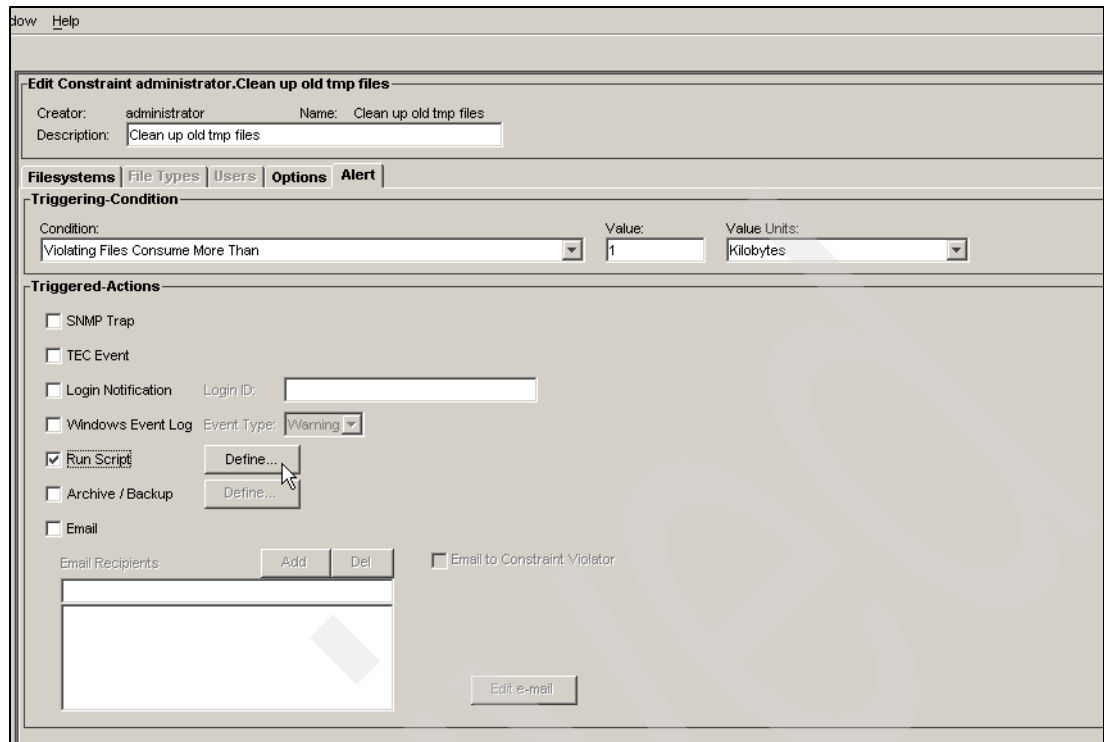 dow Help
Edit Constraint administrator.Clean up old tmp files
Creator: administrator Name: Clean up old tmp files
Description: Clean up old tmp files
Filesystems File Types Users Options Alert
Triggering-Condition
Condition: Value: Value Units:
Violating Files Consume More Than 1 Kilobytes
Triggered-Actions
SNMP Trap
TEC Event
Login Notification Login ID:
Windows Event Log Event Type: Warning
Run Script Define...
Archive / Backup Define...
Email
Email Recipients Add Del Email to Constraint Violator
Edit e-mail